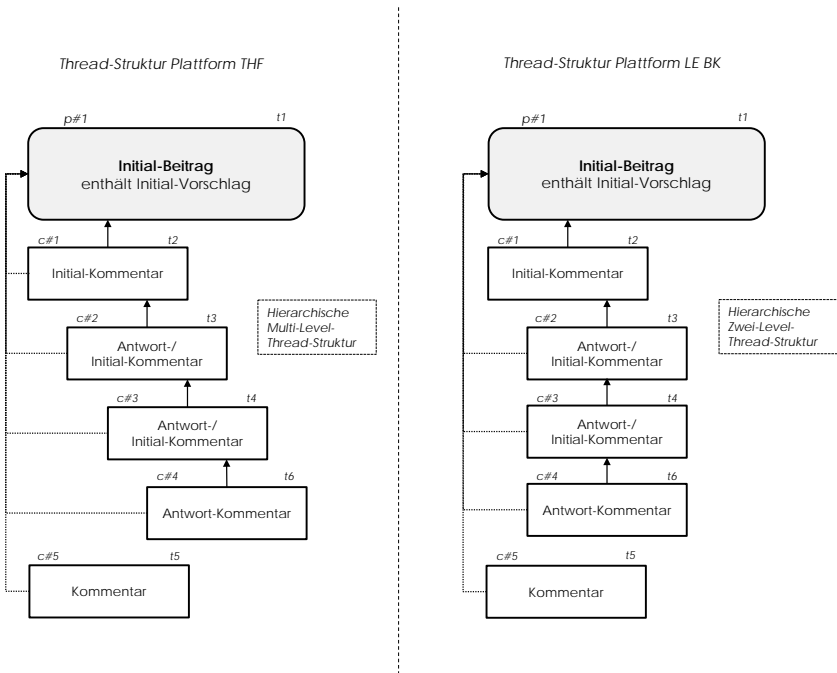 Thread-Struktur Plattform THF
p#1 t1
Initial-Beitrag
enthält Initial-Vorschlag
c#1 t2
Initial-Kommentar
c#2 t3
Antwort-/
Initial-Kommentar
Hierarchische
Multi-Level-
Thread-Struktur
c#3 t4
Antwort-/
Initial-Kommentar
c#4 t6
Antwort-Kommentar
c#5 t5
Kommentar
Thread-Struktur Plattform LE BK
p#1 t1
Initial-Beitrag
enthält Initial-Vorschlag
c#1 t2
Initial-Kommentar
c#2 t3
Antwort-/
Initial-Kommentar
Hierarchische
Zwei-Level-
Thread-Struktur
c#3 t4
Antwort-/
Initial-Kommentar
c#4 t6
Antwort-Kommentar
c#5 t5
Kommentar